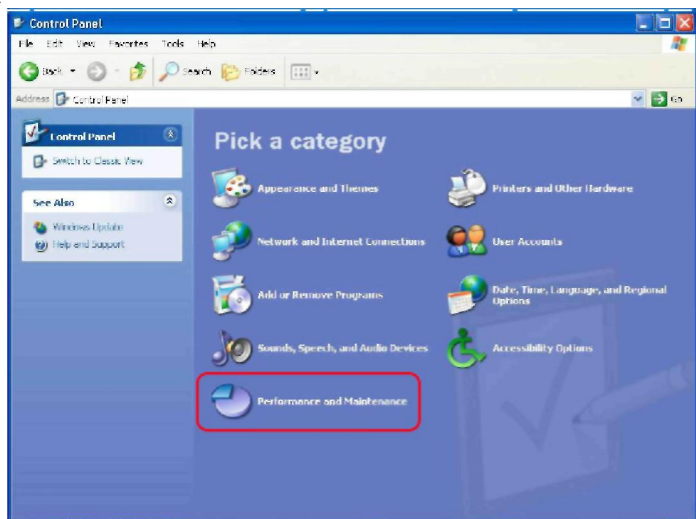 Control Panel
File Edit View Favorites Tools Help
Back Search Folders
Address Control Panel Go
Control Panel
Switch to Classic View
See Also
Windows Update
Help and Support
Pick a category
Appearance and Themes
Printers and Other Hardware
Network and Internet Connections
User Accounts
Add or Remove Programs
Date, Time, Language, and Regional
Options
Sounds, Speech, and Audio Devices
Accessibility Options
Performance and Maintenance